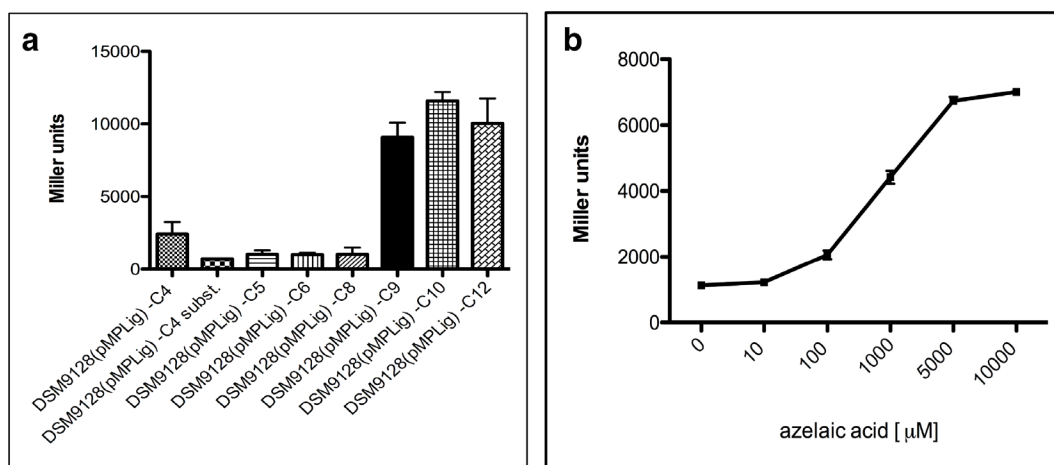 a
15000
10000
5000
0
Miller units
DSM9128(pMPLig) -C4
DSM9128(pMPLig) -C4 subst.
DSM9128(pMPLig) -C5
DSM9128(pMPLig) -C6
DSM9128(pMPLig) -C8
DSM9128(pMPLig) -C9
DSM9128(pMPLig) -C10
DSM9128(pMPLig) -C12
b
8000
6000
4000
2000
0
Miller units
0
10
100
1000
5000
10000
azelaic acid [ μM]